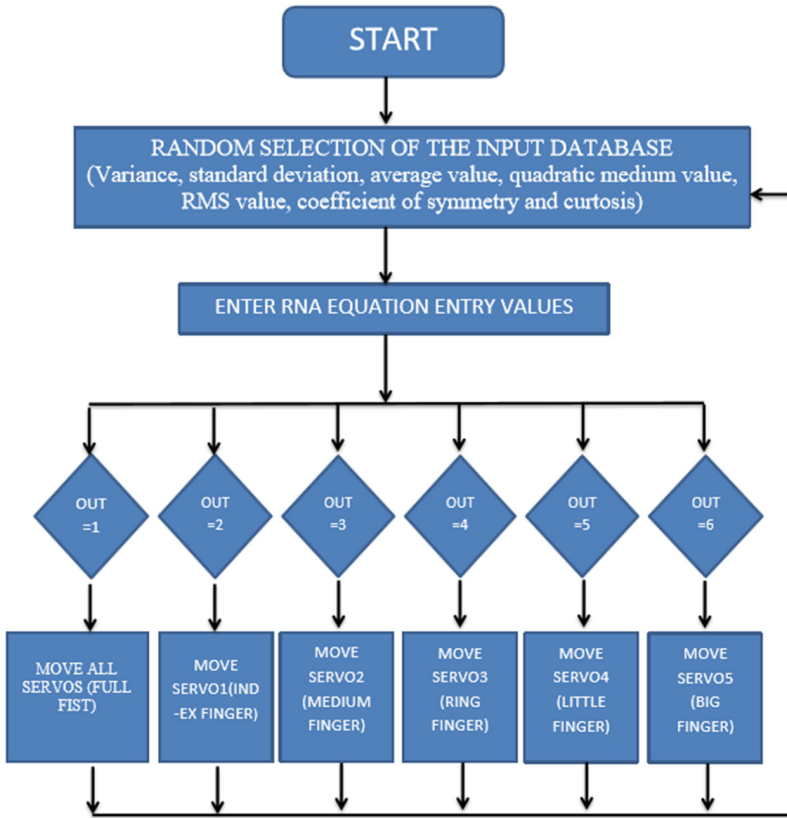 START
RANDOM SELECTION OF THE INPUT DATABASE
(Variance, standard deviation, average value, quadratic medium value,
RMS value, coefficient of symmetry and curtosis)
ENTER RNA EQUATION ENTRY VALUES
OUT
=1
OUT
=2
OUT
=3
OUT
=4
OUT
=5
OUT
=6
MOVE ALL
SERVOS (FULL
FIST)
MOVE
SERVO1(IND
-EX FINGER)
MOVE
SERVO2
(MEDIUM
FINGER)
MOVE
SERVO3
(RING
FINGER)
MOVE
SERVO4
(LITTLE
FINGER)
MOVE
SERVO5
(BIG
FINGER)